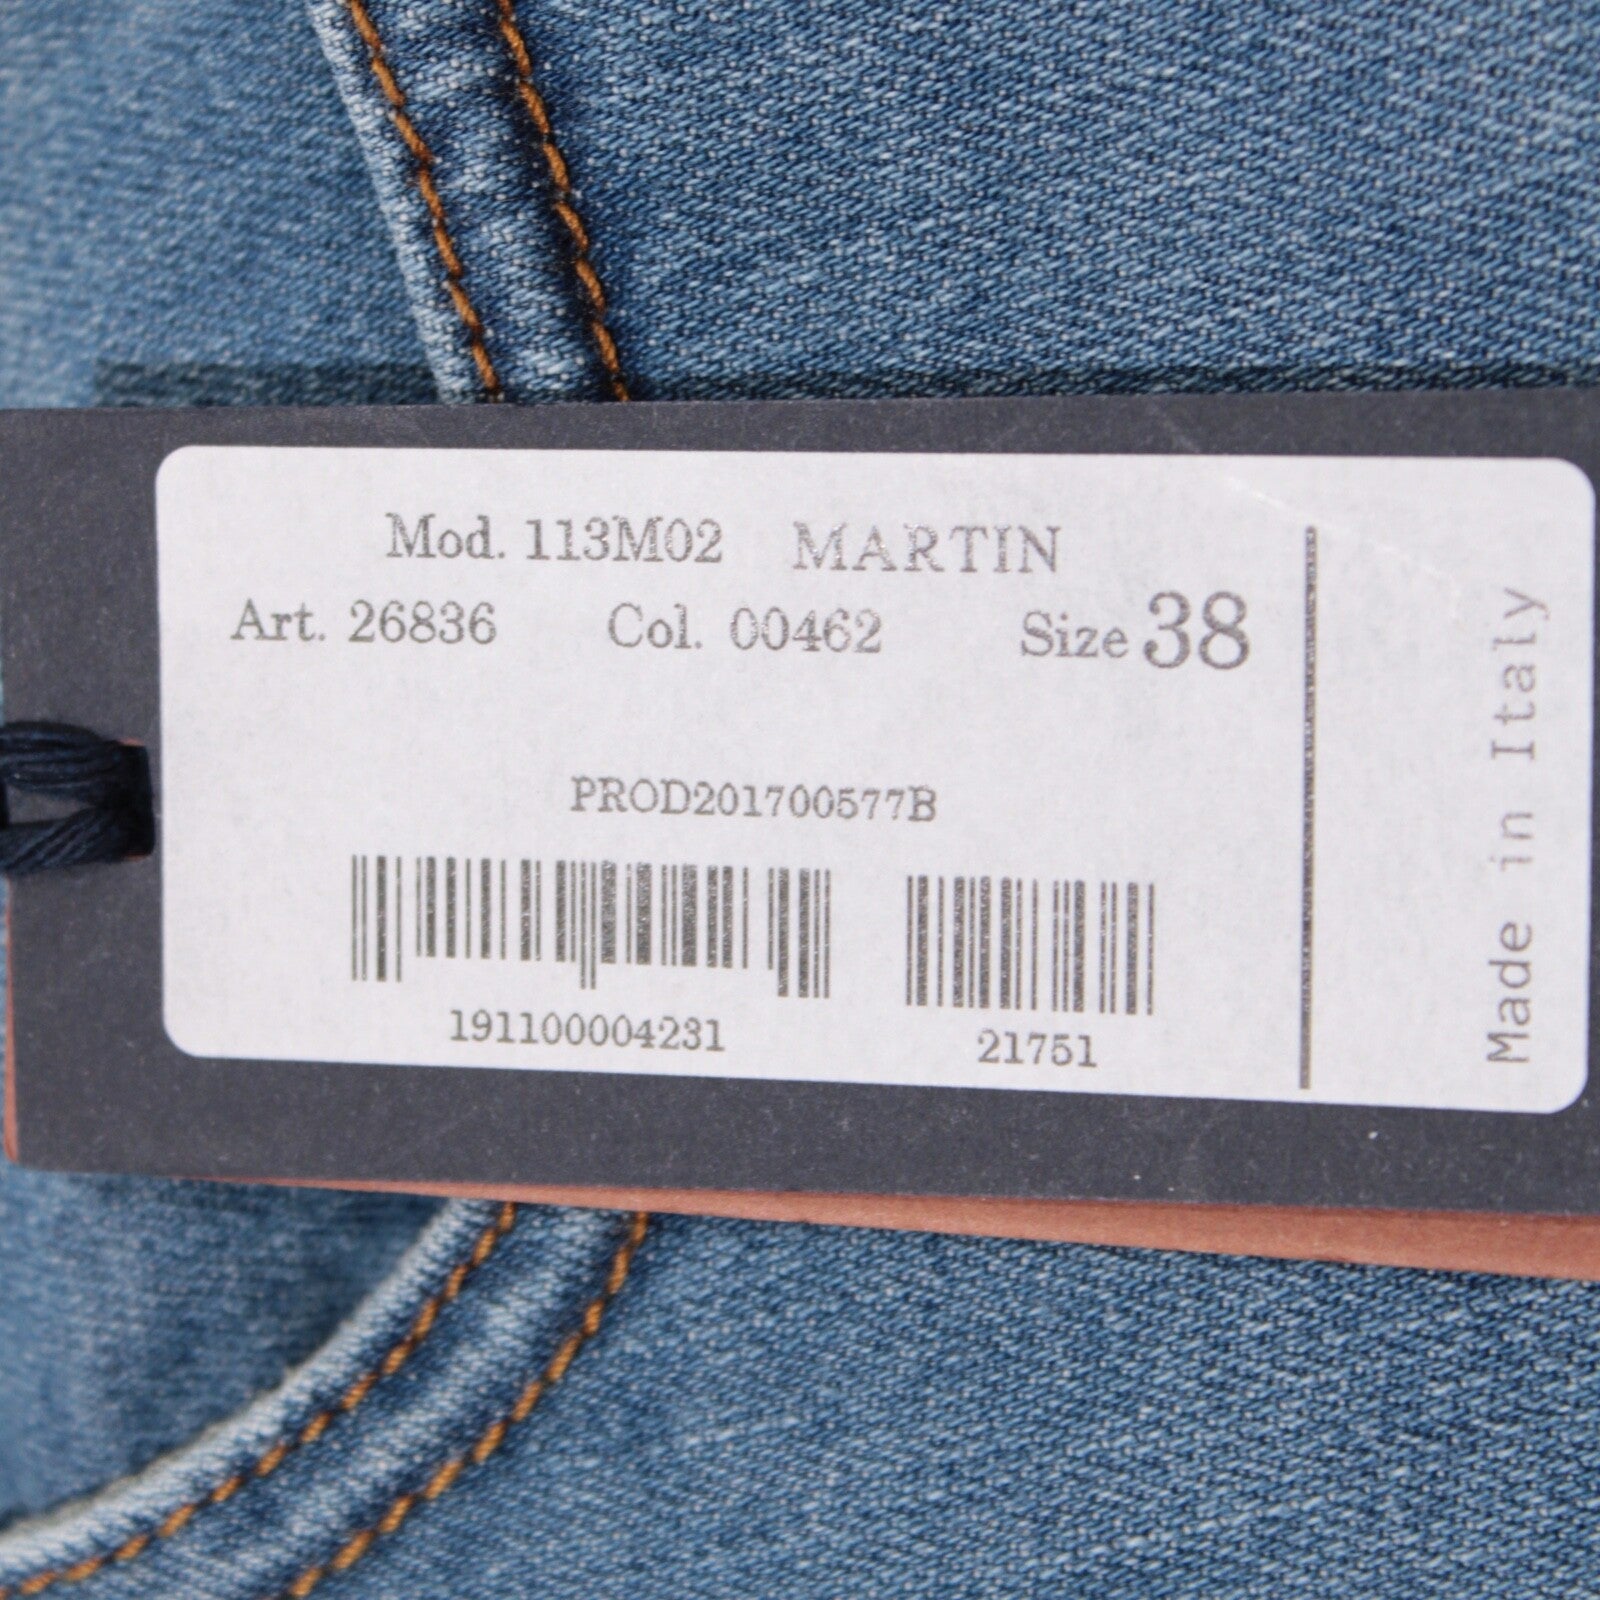 Mod. 113M02 MARTIN
Art. 26836 Col. 00462 Size 38
PROD201700577B
191100004231 21751
Made in Italy